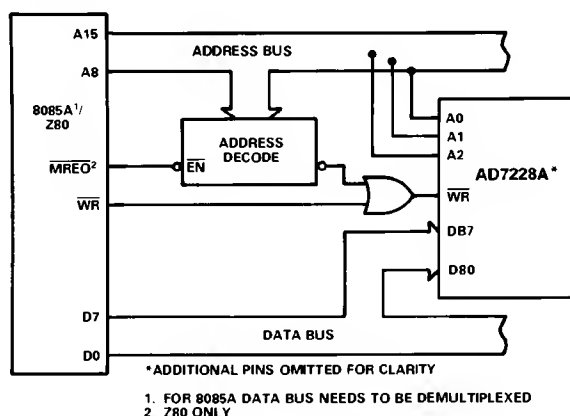 A15
ADDRESS BUS
A8
8085A¹/
Z80
ADDRESS
DECODE
EN
MREO²
WR
A0
A1
A2
AD7228A*
WR
DB7
D80
D7
DATA BUS
D0
*ADDITIONAL PINS OMITTED FOR CLARITY
1. FOR 8085A DATA BUS NEEDS TO BE DEMULTIPLEXED
2. Z80 ONLY